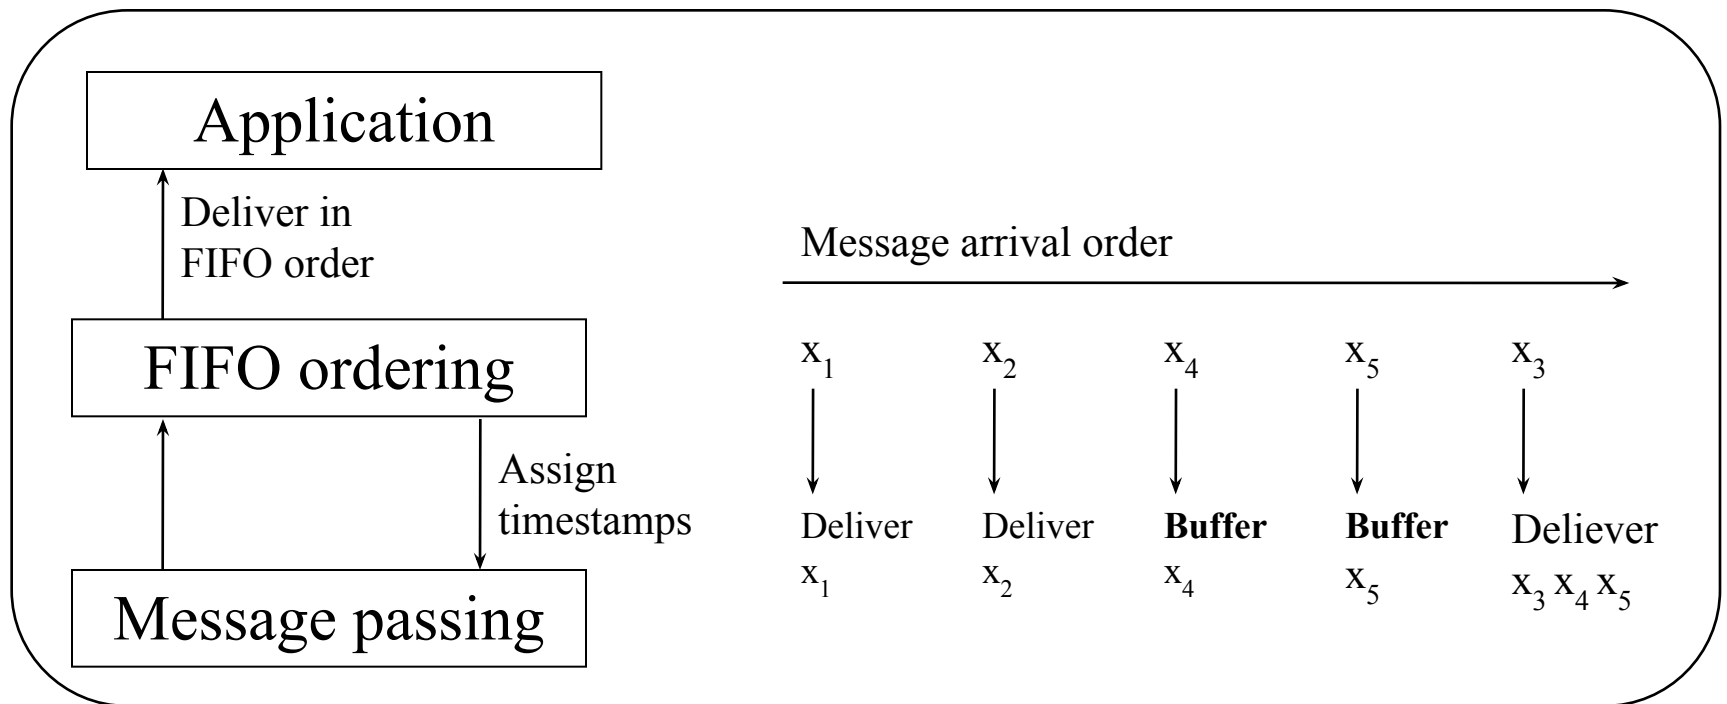 Application
Deliver in
FIFO order
FIFO ordering
Assign
timestamps
Message passing
Message arrival order
x₁ x₂ x₄ x₅ x₃
Deliver Deliver Buffer Buffer Deliever
x₁ x₂ x₄ x₅ x₃ x₄ x₅